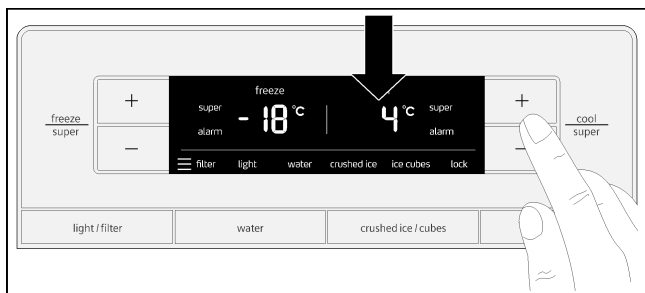 freeze
super
+
−
freeze
super
alarm
- 18 °C
4 °C
super
alarm
filter
light
water
crushed ice
ice cubes
lock
+
−
cool
super
light / filter
water
crushed ice / cubes